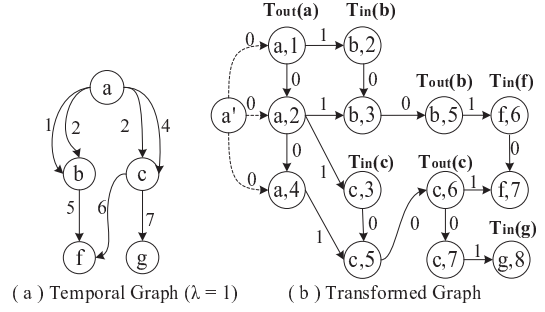 Tout(a) Tin(b)
0 a,1 1 b,2
a 0 0 Tout(b) Tin(f)
1 2 2 4 a' 0 a,2 1 b,3 0 b,5 1 f,6
b c 0 1 Tin(c) Tout(c) 0
0 a,4 c,3 c,6 1 f,7
5 6 7 1 0 0 0 Tin(g)
f g c,5 c,7 1 g,8
( a ) Temporal Graph (λ = 1) ( b ) Transformed Graph